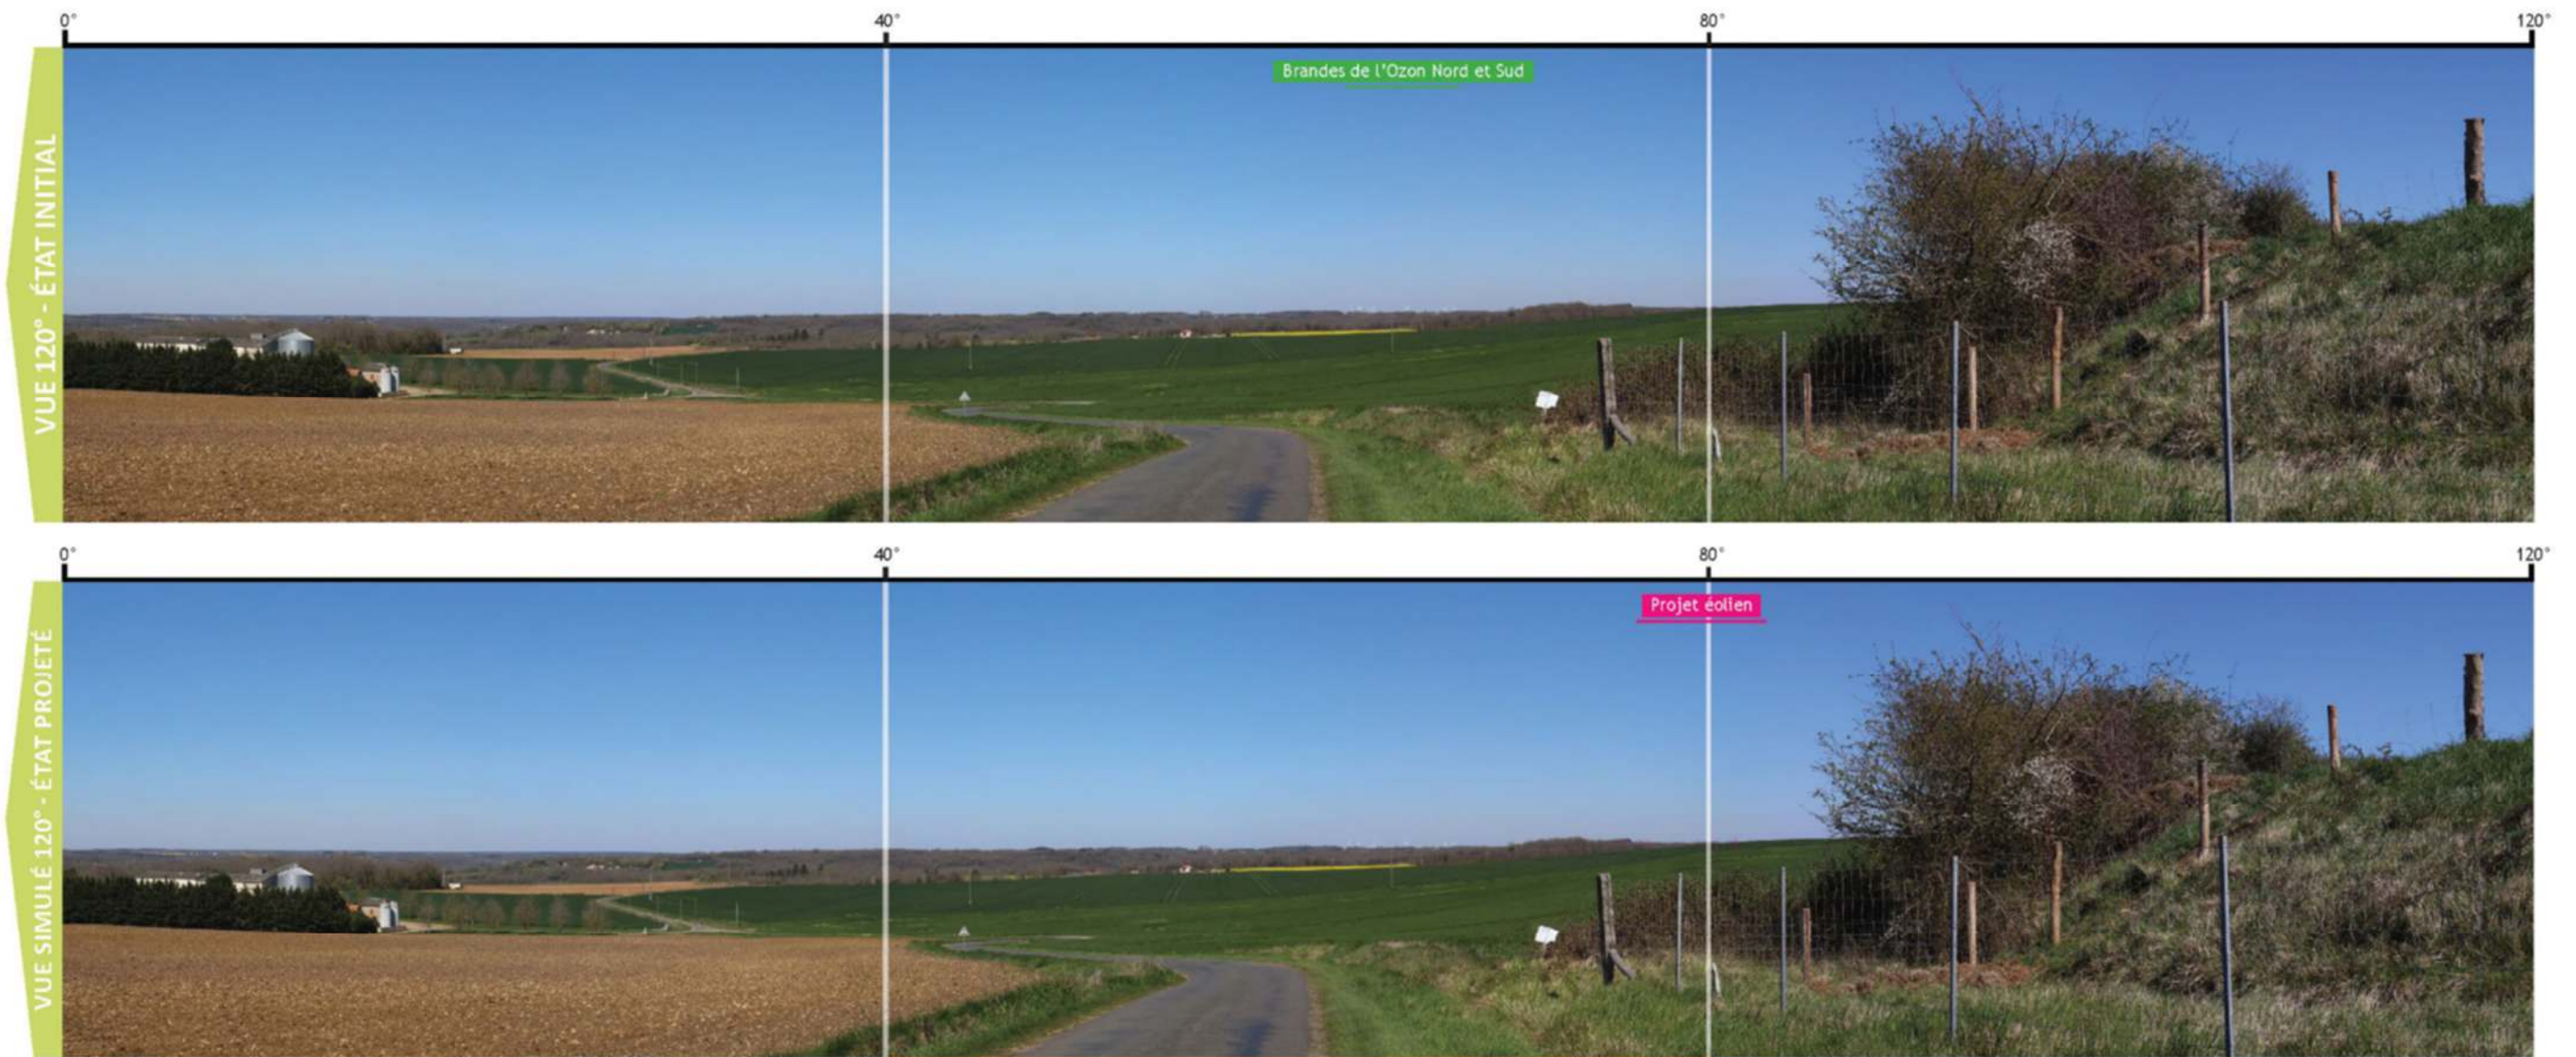 0° 40° 80° 120°
VUE 120° - ÉTAT INITIAL
Brandes de l'Ozon Nord et Sud
0° 40° 80° 120°
VUE SIMULÉ 120° - ÉTAT PROJETÉ
Projet éolien